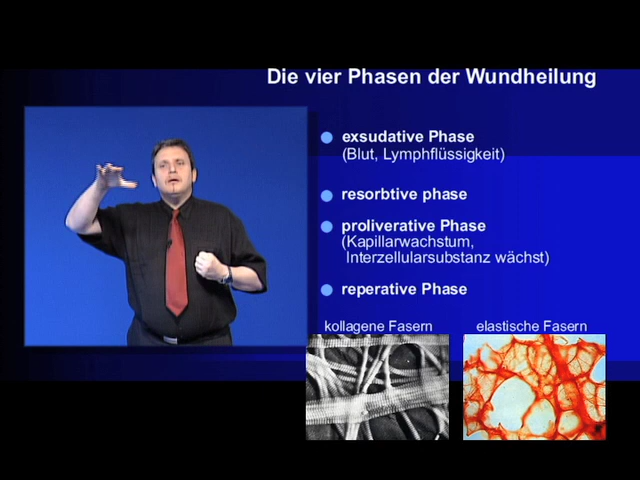 Die vier Phasen der Wundheilung
exsudative Phase
(Blut, Lymphflüssigkeit)
resorbtive phase
proliverative Phase
(Kapillarwachstum,
Interzellularsubstanz wächst)
reperative Phase
kollagene Fasern
elastische Fasern